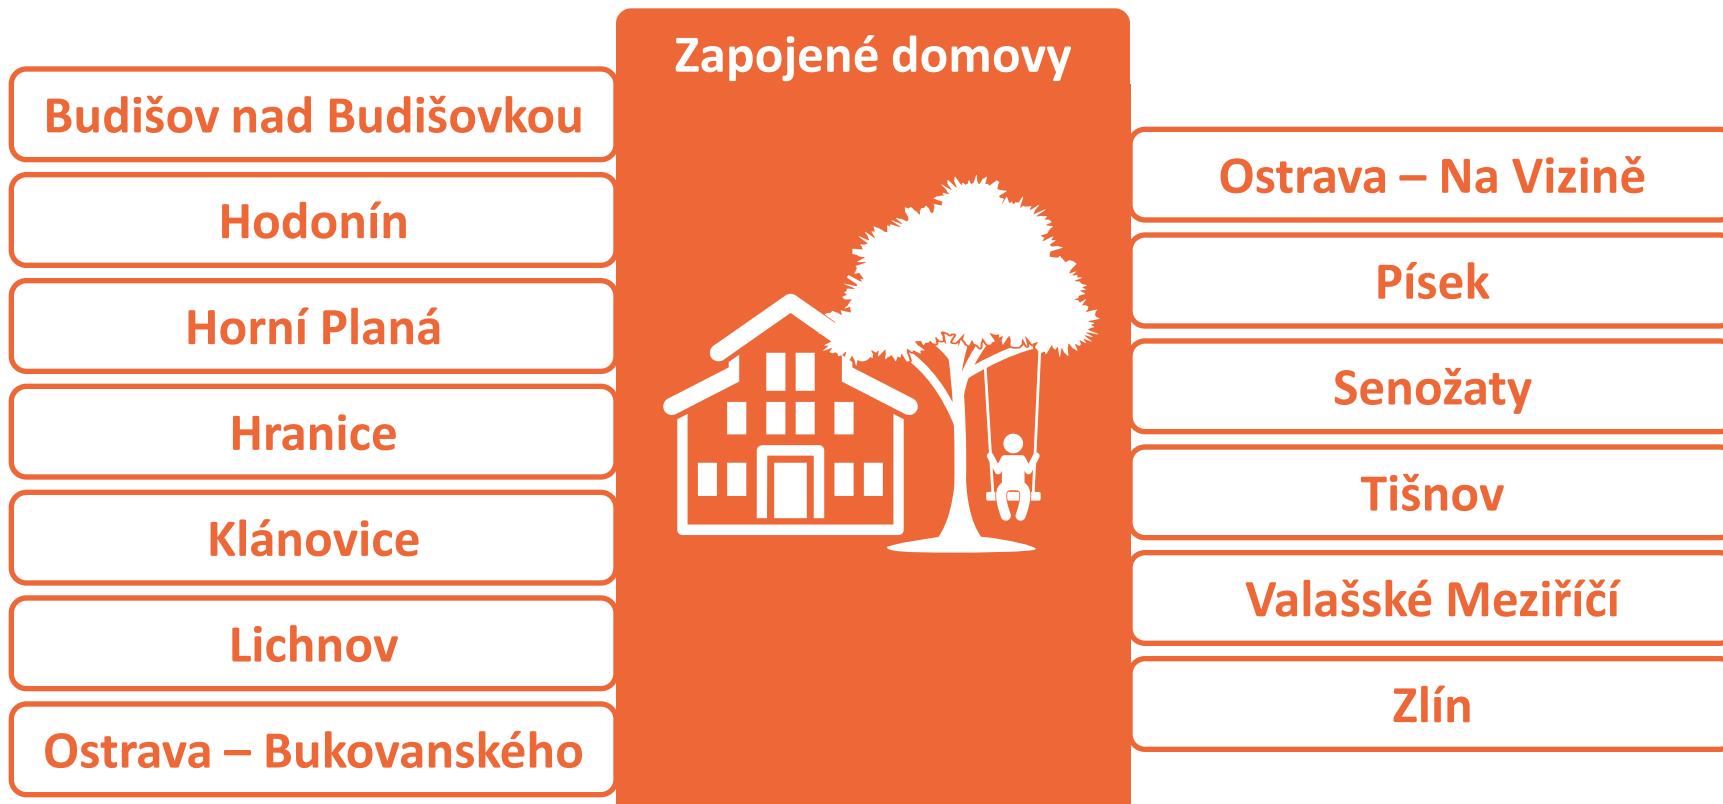 Zapojené domovy
Budišov nad Budišovkou
Hodonín
Horní Planá
Hranice
Klánovice
Lichnov
Ostrava – Bukovanského
Ostrava – Na Vizině
Písek
Senožaty
Tišnov
Valašské Meziříčí
Zlín